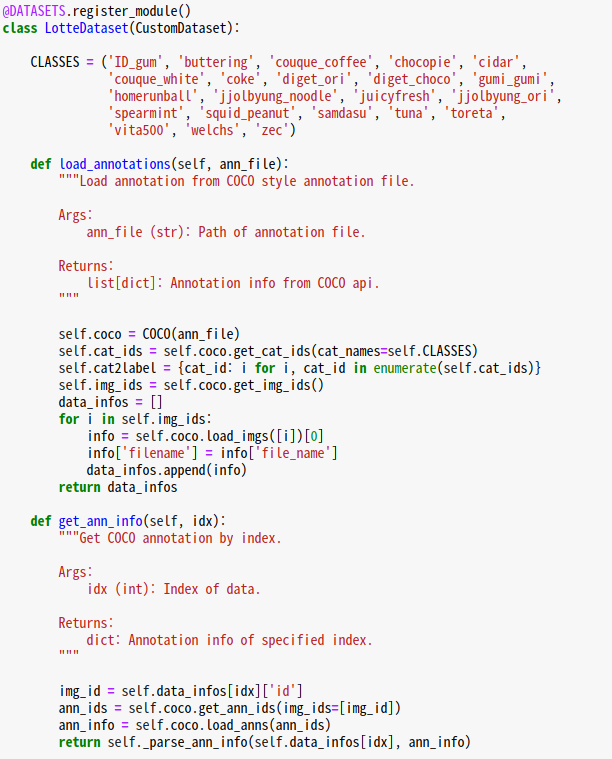 @DATASETS.register_module()
class LotteDataset(CustomDataset):

    CLASSES = ('ID_gum', 'buttering', 'couque_coffee', 'chocopie', 'cidar',
               'couque_white', 'coke', 'diget_ori', 'diget_choco', 'gumi_gumi',
               'homerunball', 'jjolbyung_noodle', 'juicyfresh', 'jjolbyung_ori',
               'spearmint', 'squid_peanut', 'samdasu', 'tuna', 'toreta',
               'vita500', 'welchs', 'zec')

    def load_annotations(self, ann_file):
        """Load annotation from COCO style annotation file.

        Args:
            ann_file (str): Path of annotation file.

        Returns:
            list[dict]: Annotation info from COCO api.
        """

        self.coco = COCO(ann_file)
        self.cat_ids = self.coco.get_cat_ids(cat_names=self.CLASSES)
        self.cat2label = {cat_id: i for i, cat_id in enumerate(self.cat_ids)}
        self.img_ids = self.coco.get_img_ids()
        data_infos = []
        for i in self.img_ids:
            info = self.coco.load_imgs([i])[0]
            info['filename'] = info['file_name']
            data_infos.append(info)
        return data_infos

    def get_ann_info(self, idx):
        """Get COCO annotation by index.

        Args:
            idx (int): Index of data.

        Returns:
            dict: Annotation info of specified index.
        """

        img_id = self.data_infos[idx]['id']
        ann_ids = self.coco.get_ann_ids(img_ids=[img_id])
        ann_info = self.coco.load_anns(ann_ids)
        return self._parse_ann_info(self.data_infos[idx], ann_info)